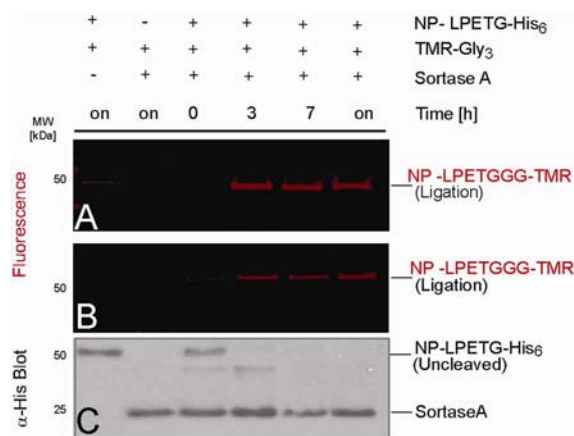 + - + + + + NP- LPETG-His6
+ + + + + + TMR-Gly3
- + + + + + Sortase A
MW [kDa] on on 0 3 7 on Time [h]
Fluorescence
50 NP -LPETGGG-TMR
(Ligation)
A
50 NP -LPETGGG-TMR
(Ligation)
B
α-His Blot
50 NP-LPETG-His6
(Uncleaved)
25 SortaseA
C